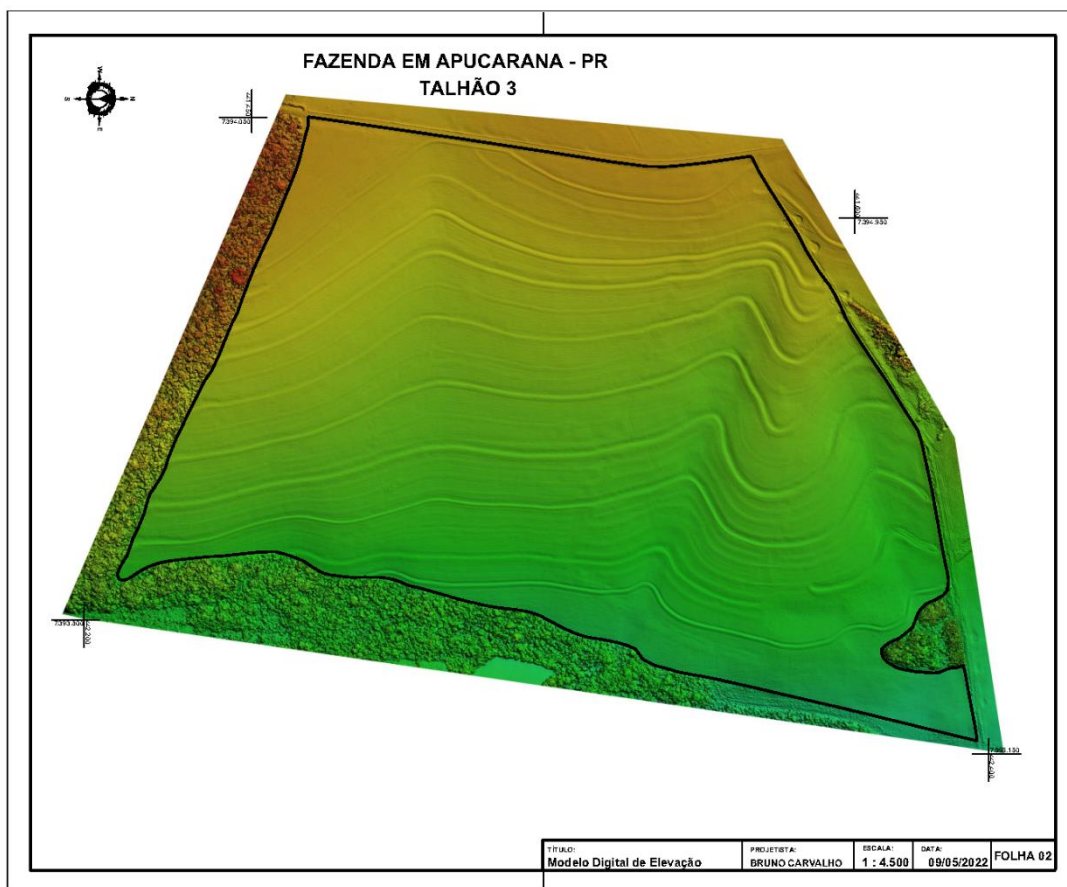 FAZENDA EM APUCARANA - PR
TALHÃO 3
W
S
N
E
TÍTULO:
Modelo Digital de Elevação
PROJETISTA:
BRUNO CARVALHO
ESCALA:
1 : 4.500
DATA:
09/05/2022
FOLHA 02